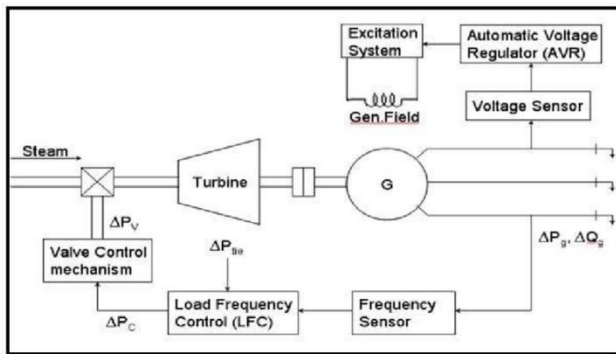 Excitation
System
Automatic Voltage
Regulator (AVR)
Gen.Field
Voltage Sensor
Steam
Turbine
G
ΔP_V
ΔP_tie
ΔP_g, ΔQ_g
Valve Control
mechanism
ΔP_C
Load Frequency
Control (LFC)
Frequency
Sensor